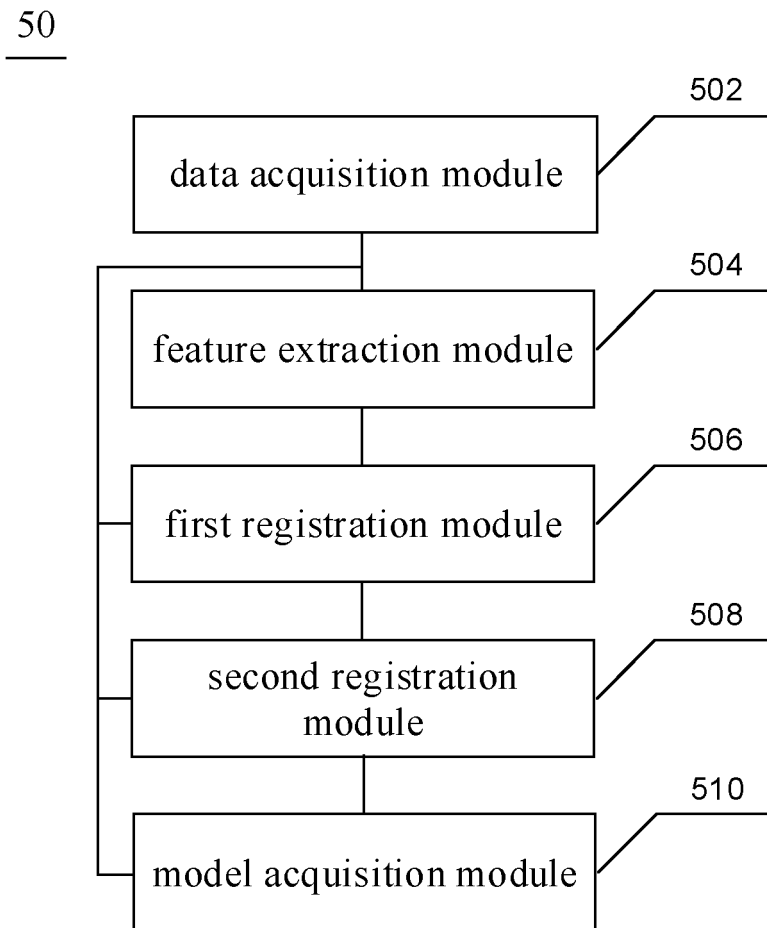 50
502
data acquisition module
504
feature extraction module
506
first registration module
508
second registration
module
510
model acquisition module